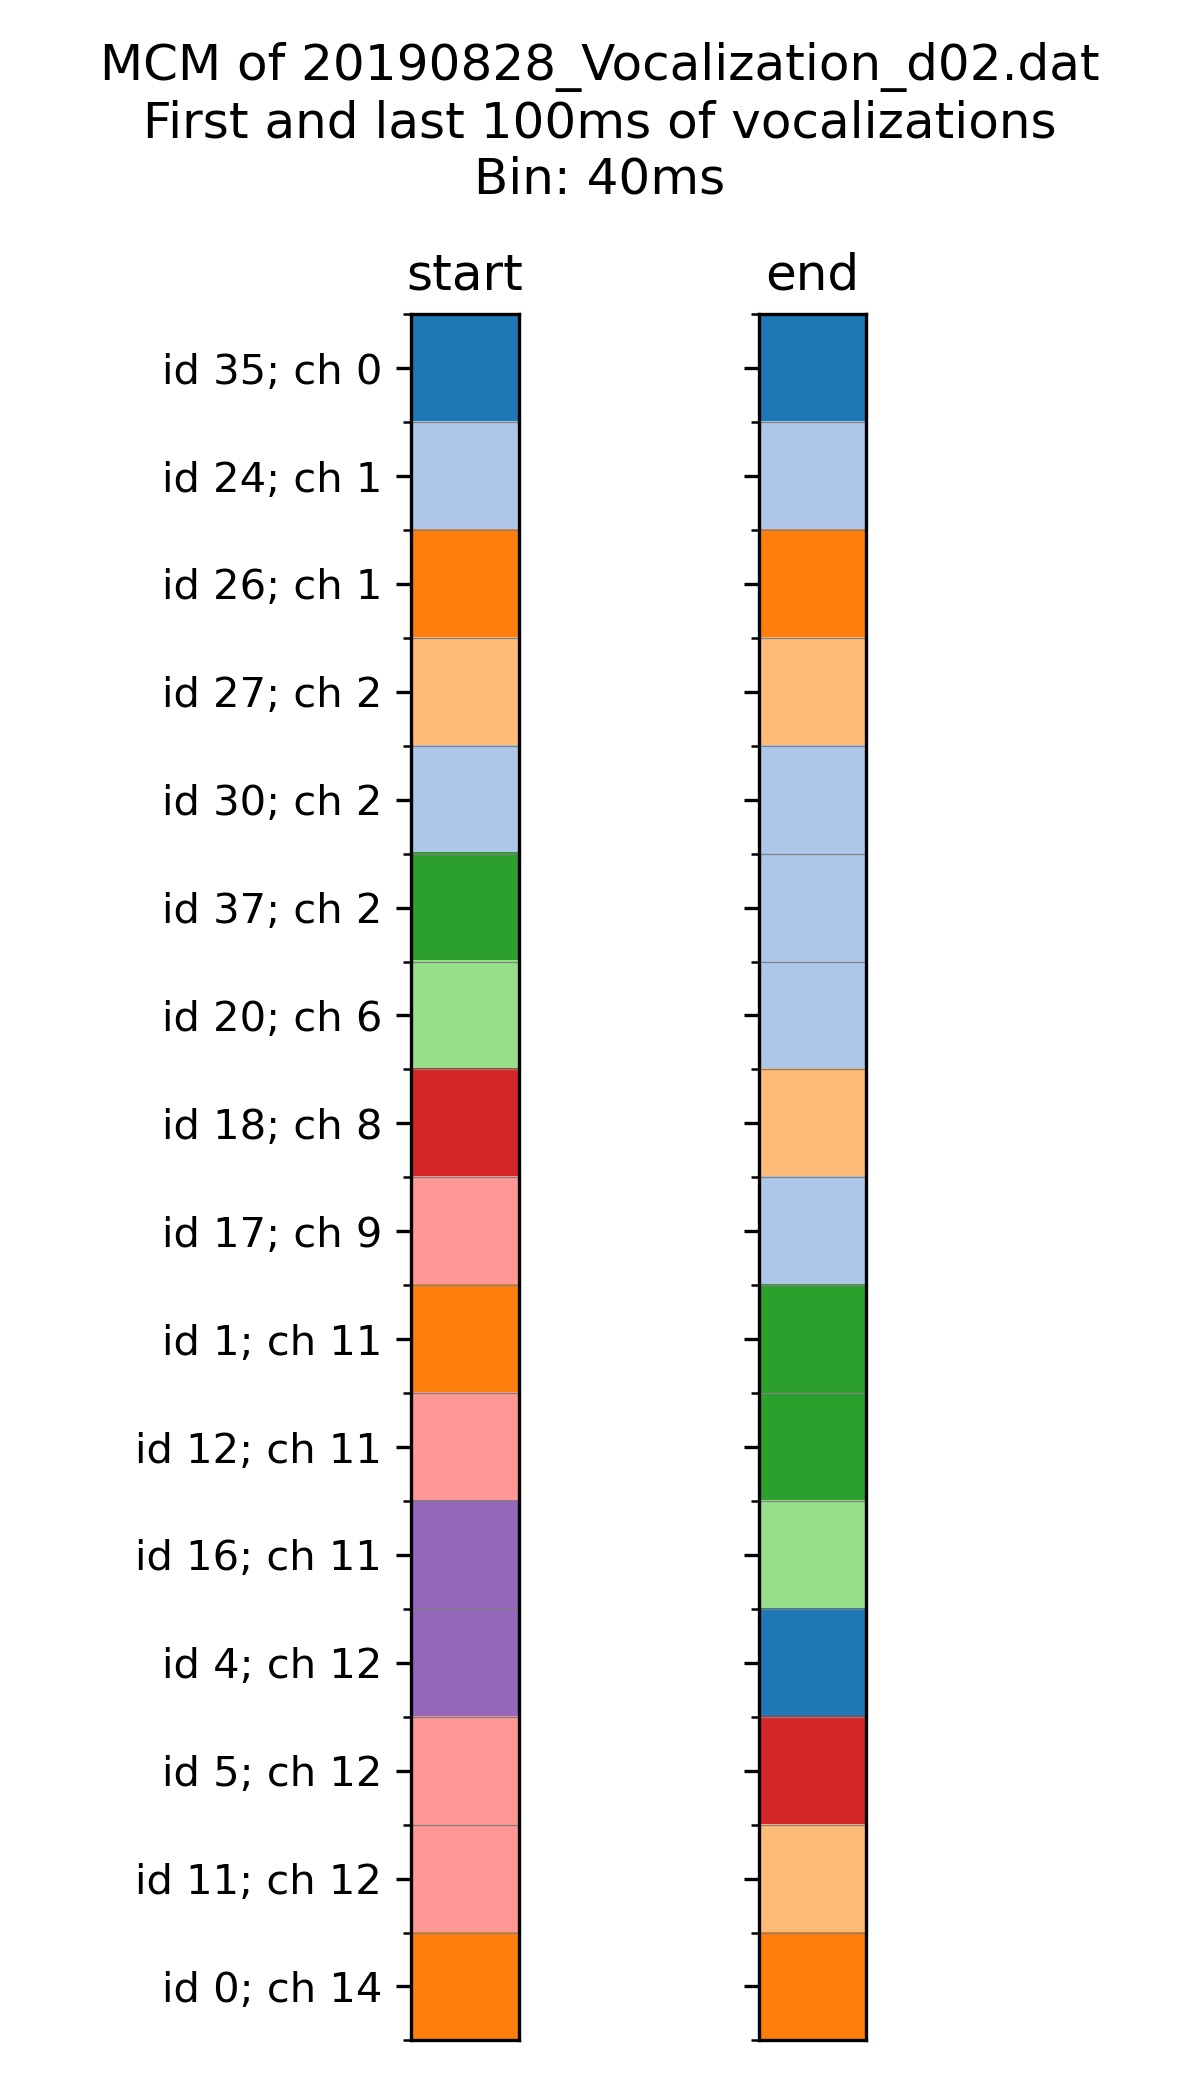 MCM of 20190828_Vocalization_d02.dat
First and last 100ms of vocalizations
Bin: 40ms
start end
id 35; ch 0
id 24; ch 1
id 26; ch 1
id 27; ch 2
id 30; ch 2
id 37; ch 2
id 20; ch 6
id 18; ch 8
id 17; ch 9
id 1; ch 11
id 12; ch 11
id 16; ch 11
id 4; ch 12
id 5; ch 12
id 11; ch 12
id 0; ch 14